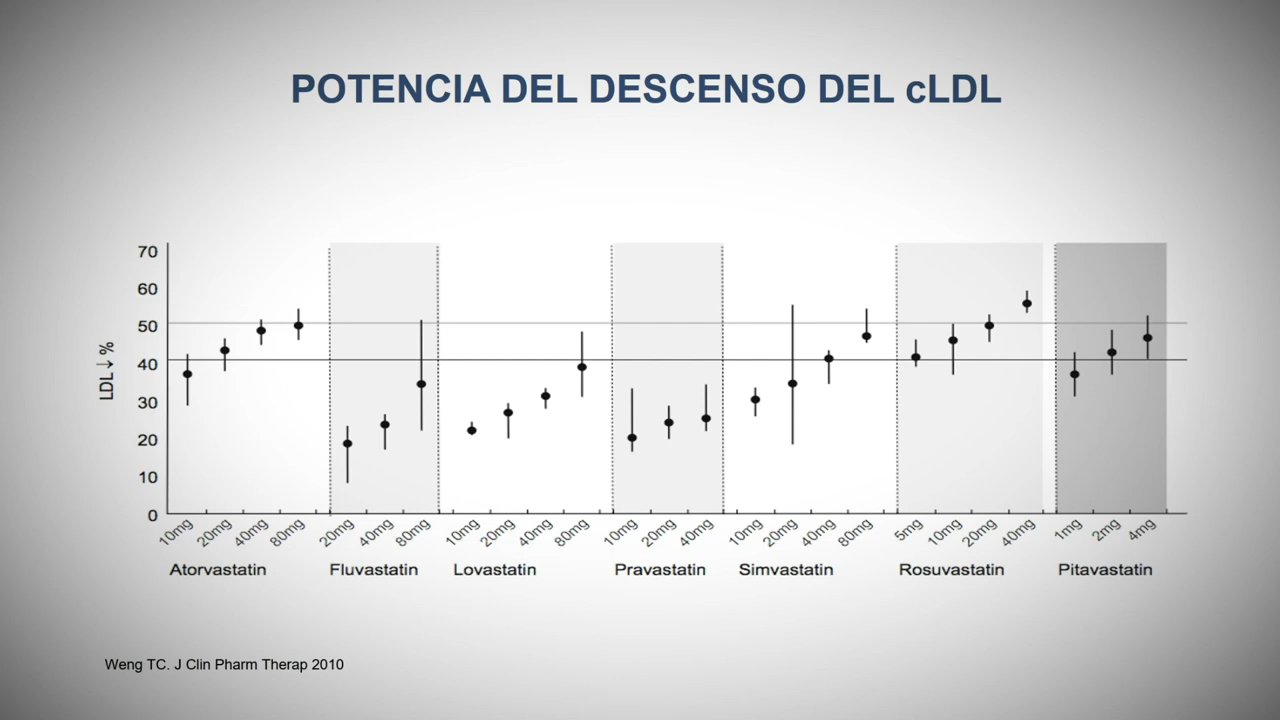 POTENCIA DEL DESCENSO DEL cLDL
LDL ↓ %
70
60
50
40
30
20
10
0
10mg 20mg 40mg 80mg 20mg 40mg 80mg 10mg 20mg 40mg 80mg 10mg 20mg 40mg 10mg 20mg 40mg 80mg 5mg 10mg 20mg 40mg 1mg 2mg 4mg
Atorvastatin Fluvastatin Lovastatin Pravastatin Simvastatin Rosuvastatin Pitavastatin
Weng TC. J Clin Pharm Therap 2010